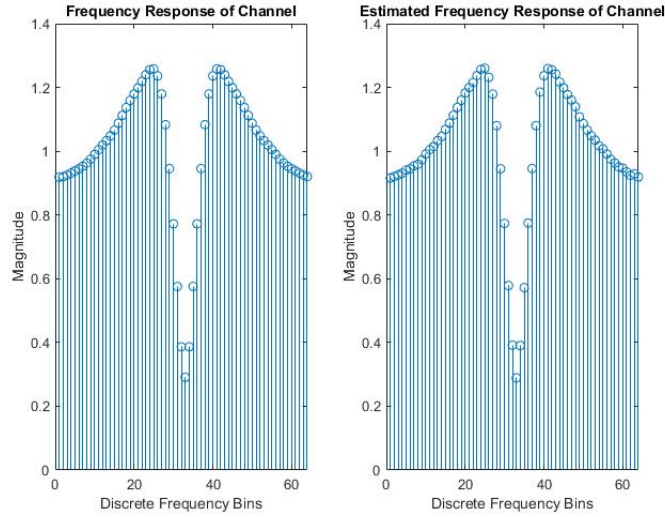 Frequency Response of Channel
1.4
1.2
1
0.8
0.6
0.4
0.2
0
Magnitude
0 20 40 60
Discrete Frequency Bins
Estimated Frequency Response of Channel
1.4
1.2
1
0.8
0.6
0.4
0.2
0
Magnitude
0 20 40 60
Discrete Frequency Bins